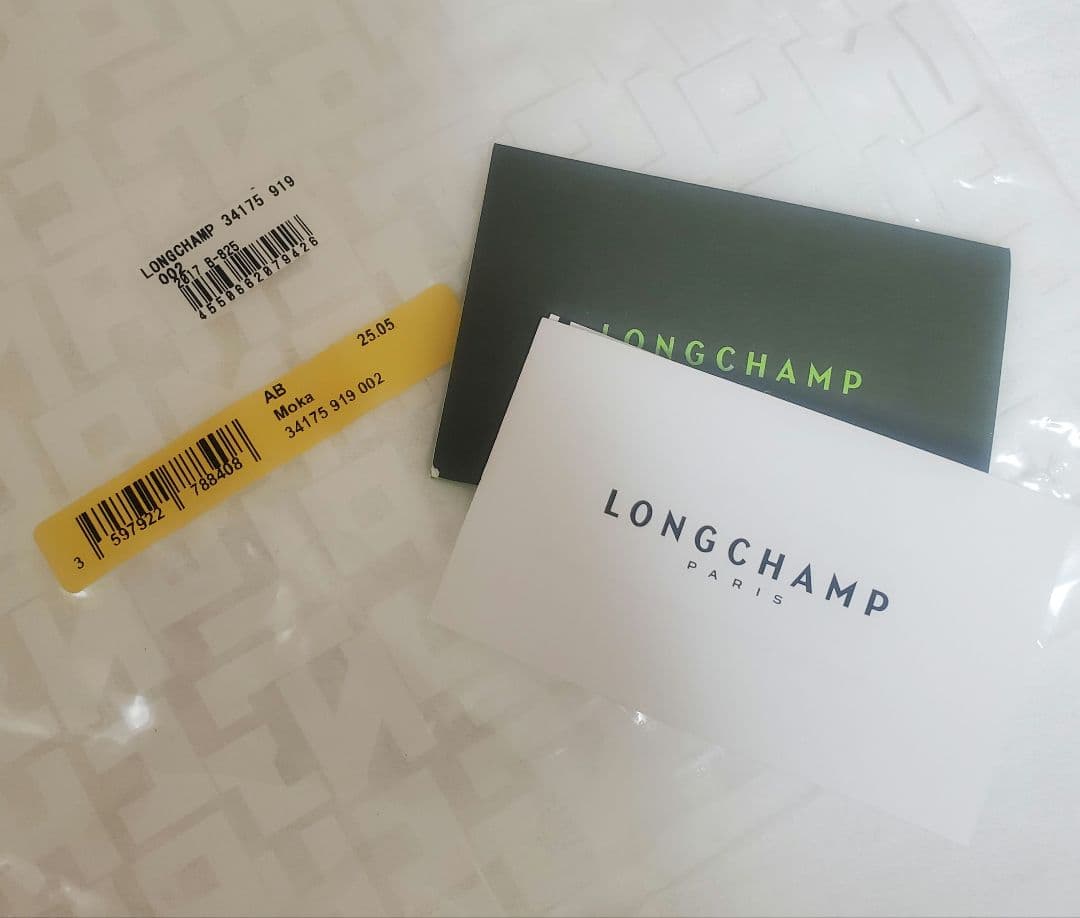 LONGCHAMP 34175 919
002
2017 B-825
4550662079426
25.05
AB
Moka
34175 919 002
3 597922 788408
LONGCHAMP
LONGCHAMP
PARIS